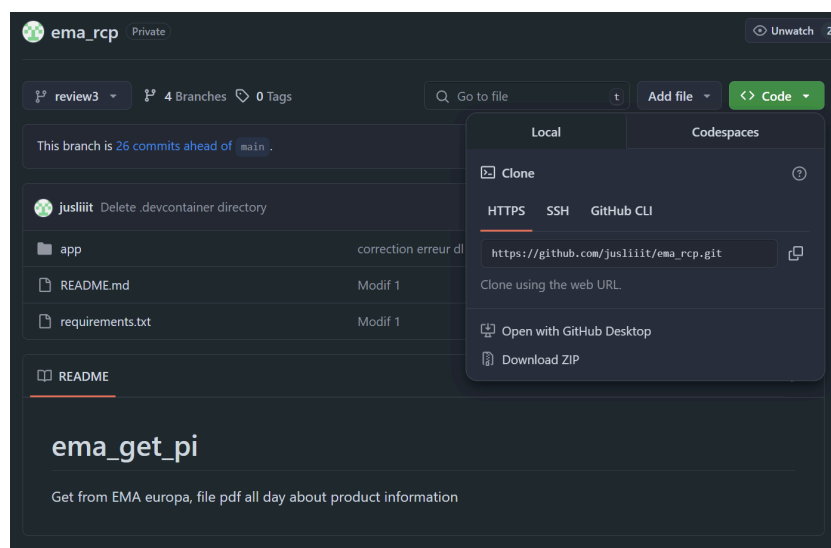 ema_rcp Private Unwatch 2
review3 4 Branches 0 Tags Go to file t Add file Code
This branch is 26 commits ahead of main .
Local Codespaces
Clone
HTTPS SSH GitHub CLI
https://github.com/jusliiit/ema_rcp.git
Clone using the web URL.
Open with GitHub Desktop
Download ZIP
jusliiit Delete .devcontainer directory
app correction erreur dl
README.md Modif 1
requirements.txt Modif 1
README
ema_get_pi
Get from EMA europa, file pdf all day about product information